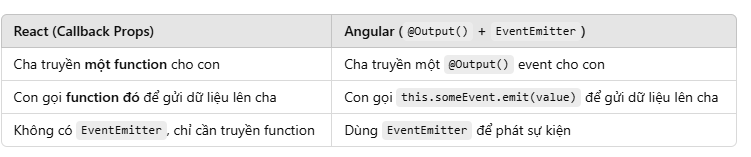 React (Callback Props) Angular ( @Output() + EventEmitter )
Cha truyền một function cho con Cha truyền một @Output() event cho con
Con gọi function đó để gửi dữ liệu lên cha Con gọi this.someEvent.emit(value) để gửi dữ liệu lên cha
Không có EventEmitter , chỉ cần truyền function Dùng EventEmitter để phát sự kiện